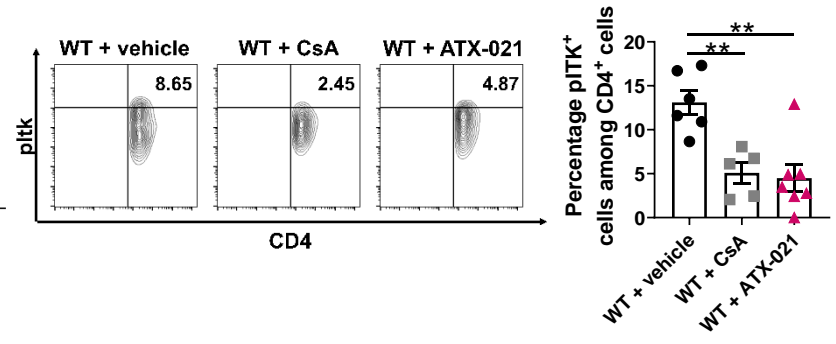 WT + vehicle
WT + CsA
WT + ATX-021
8.65
2.45
4.87
pItk
CD4
Percentage pITK+
cells among CD4+ cells
20
15
10
5
0
**
**
WT + vehicle
WT + CsA
WT + ATX-021